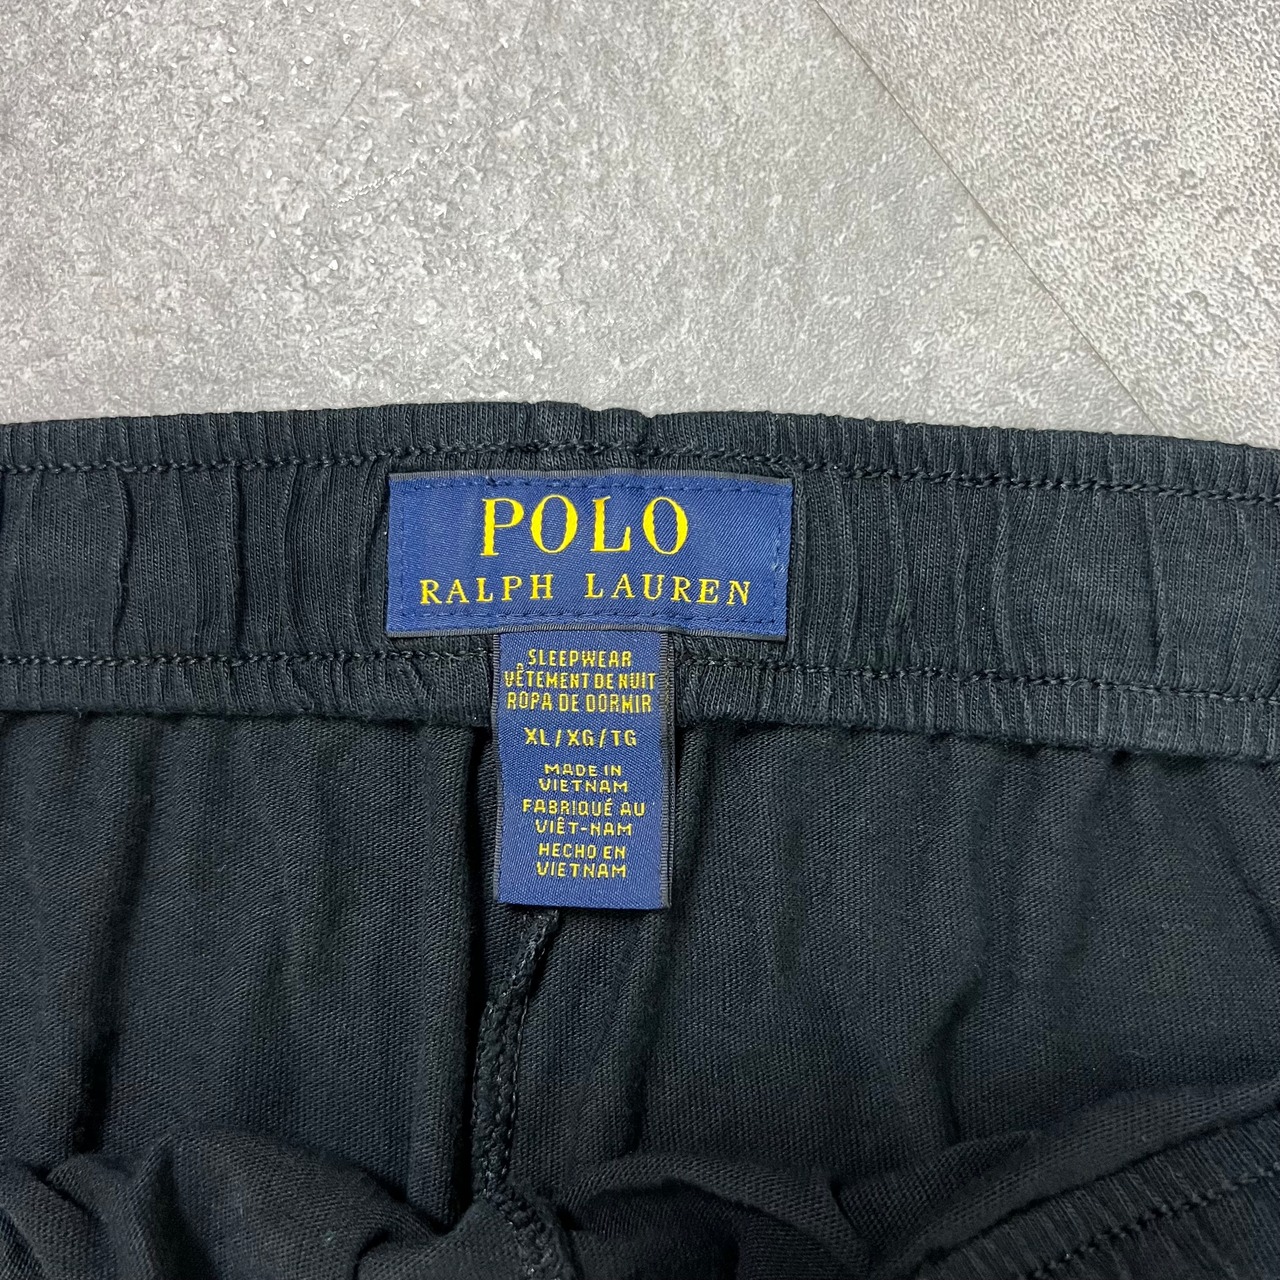 POLO
RALPH LAUREN
SLEEPWEAR
VÊTEMENT DE NUIT
ROPA DE DORMIR
XL/XG/TG
MADE IN
VIETNAM
FABRIQUÉ AU
VIÊT-NAM
HECHO EN
VIETNAM